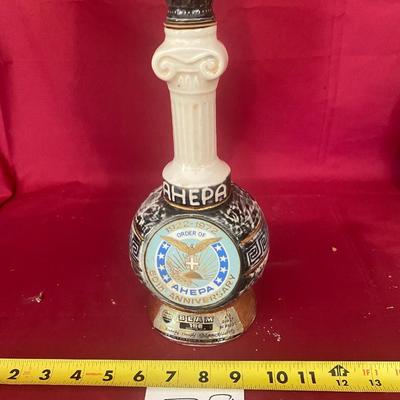 AHEPA
1922-1972
ORDER OF
AHEPA
50th ANNIVERSARY
BEAM
2 3 4 5 6 7 8 9 10 11 1F 13
12